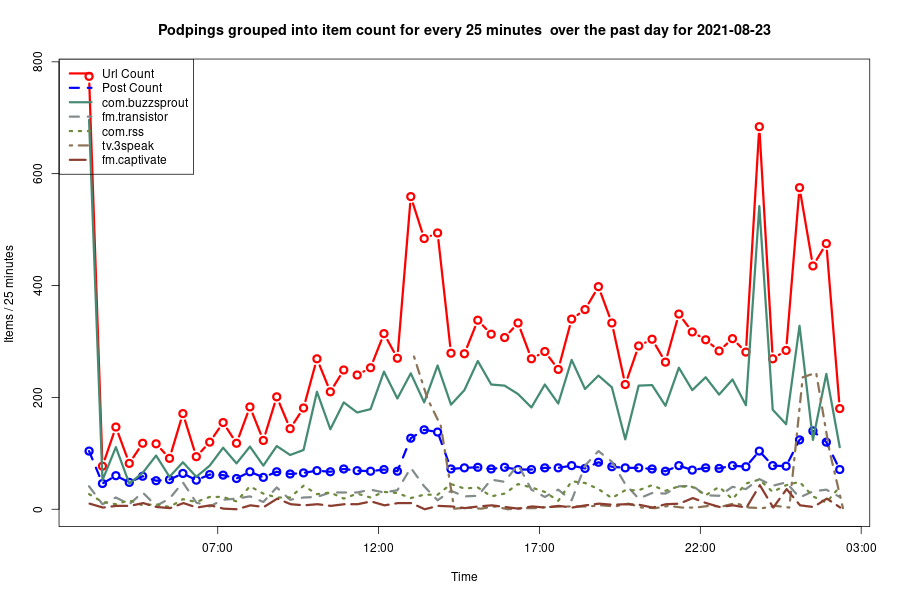 Podpings grouped into item count for every 25 minutes  over the past day for 2021-08-23
Url Count
Post Count
com.buzzsprout
fm.transistor
com.rss
tv.3speak
fm.captivate
Items / 25 minutes
800
600
400
200
0
07:00
12:00
17:00
22:00
03:00
Time